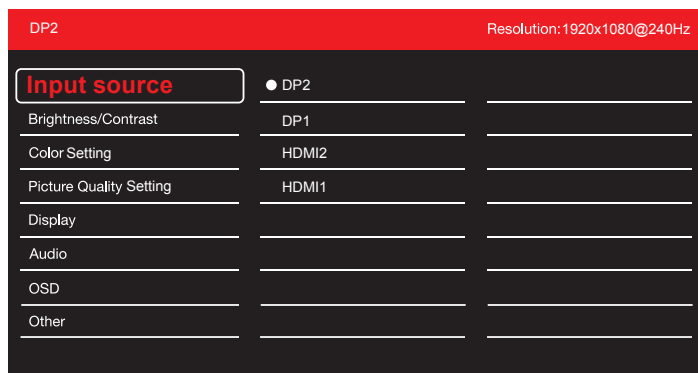 DP2
Resolution:1920x1080@240Hz
Input source
DP2
Brightness/Contrast
DP1
Color Setting
HDMI2
Picture Quality Setting
HDMI1
Display
Audio
OSD
Other